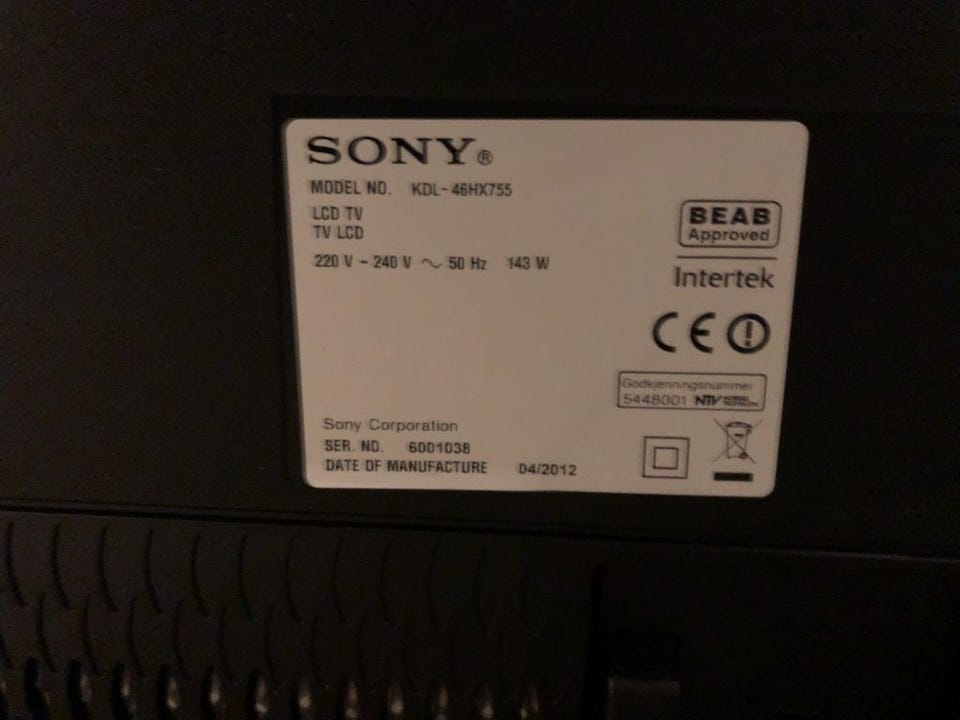 SONY®
MODEL NO. KDL-46HX755
LCD TV
TV LCD
220 V - 240 V ~ 50 Hz 143 W
BEAB
Approved
Intertek
CE
Godkjenningsnummer
5448001 NTV
Sony Corporation
SER. NO. 6001038
DATE OF MANUFACTURE 04/2012